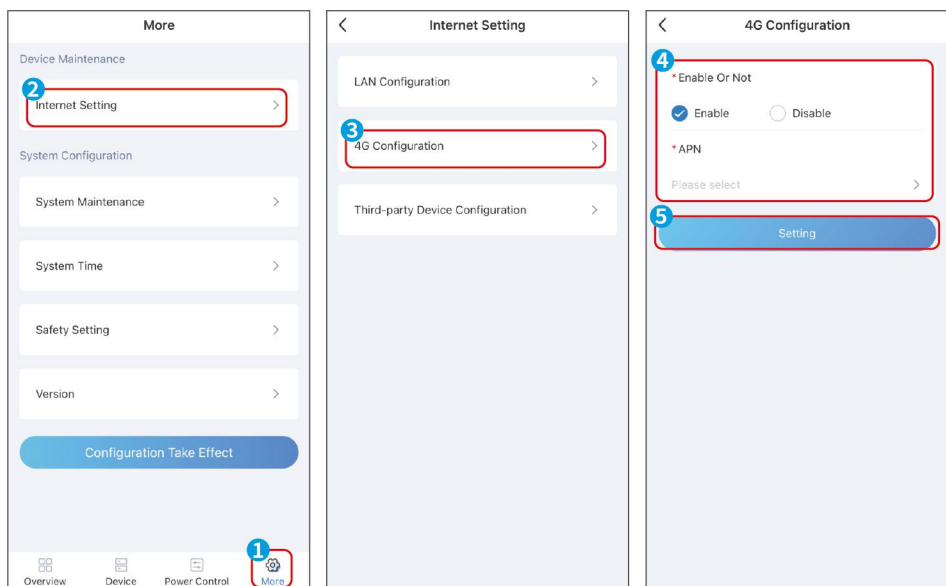 More
Device Maintenance
2
Internet Setting
System Configuration
System Maintenance
System Time
Safety Setting
Version
Configuration Take Effect
1
Overview
Device
Power Control
More
Internet Setting
LAN Configuration
3
4G Configuration
Third-party Device Configuration
4G Configuration
4
*Enable Or Not
Enable
Disable
*APN
Please select
5
Setting